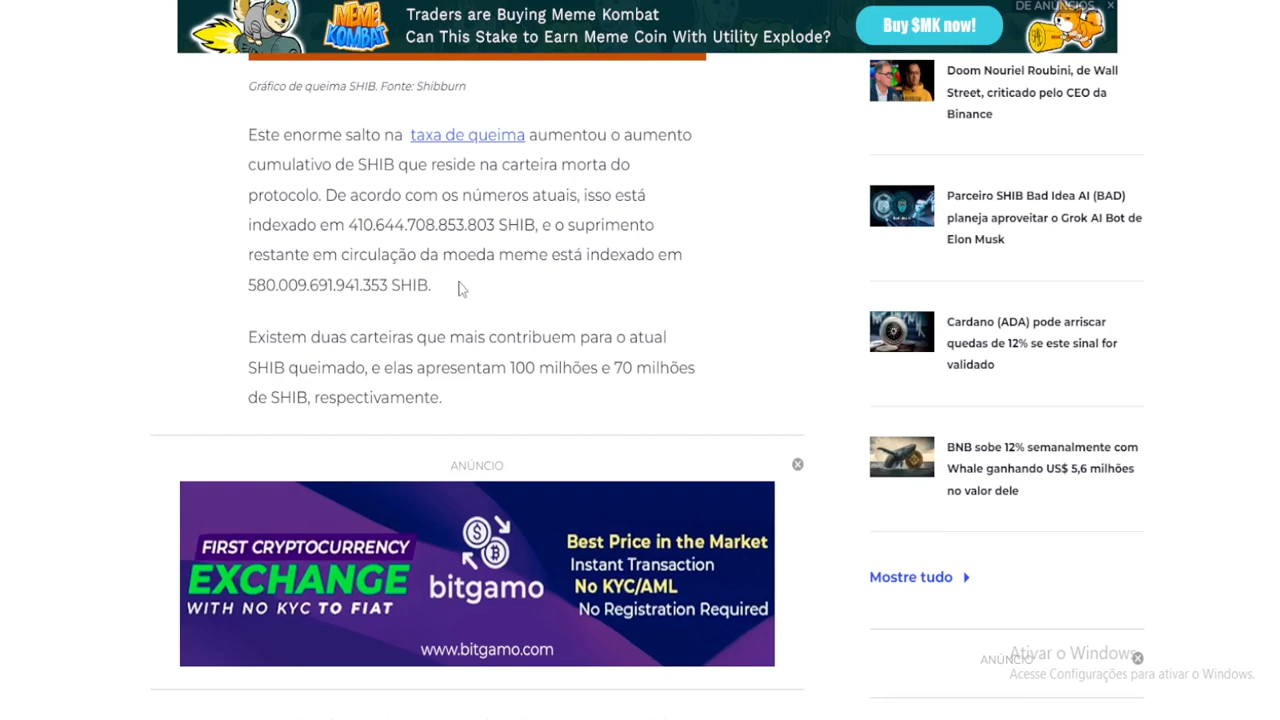 Traders are Buying Meme Kombat
Can This Stake to Earn Meme Coin With Utility Explode?
MEME
KOMBAT
Buy $MK now!
DE ANÚNCIOS
Gráfico de queima SHIB. Fonte: Shibburn
Este enorme salto na taxa de queima aumentou o aumento
cumulativo de SHIB que reside na carteira morta do
protocolo. De acordo com os números atuais, isso está
indexado em 410.644.708.853.803 SHIB, e o suprimento
restante em circulação da moeda meme está indexado em
580.009.691.941.353 SHIB.
Existem duas carteiras que mais contribuem para o atual
SHIB queimado, e elas apresentam 100 milhões e 70 milhões
de SHIB, respectivamente.
ANÚNCIO
FIRST CRYPTOCURRENCY
EXCHANGE
WITH NO KYC TO FIAT
bitgamo
Best Price in the Market
Instant Transaction
No KYC/AML
No Registration Required
www.bitgamo.com
Doom Nouriel Roubini, de Wall
Street, criticado pelo CEO da
Binance
Parceiro SHIB Bad Idea AI (BAD)
planeja aproveitar o Grok AI Bot de
Elon Musk
Cardano (ADA) pode arriscar
quedas de 12% se este sinal for
validado
BNB sobe 12% semanalmente com
Whale ganhando US$ 5,6 milhões
no valor dele
Mostre tudo
ANÚNCIO
Ativar o Windows
Acesse Configurações para ativar o Windows.